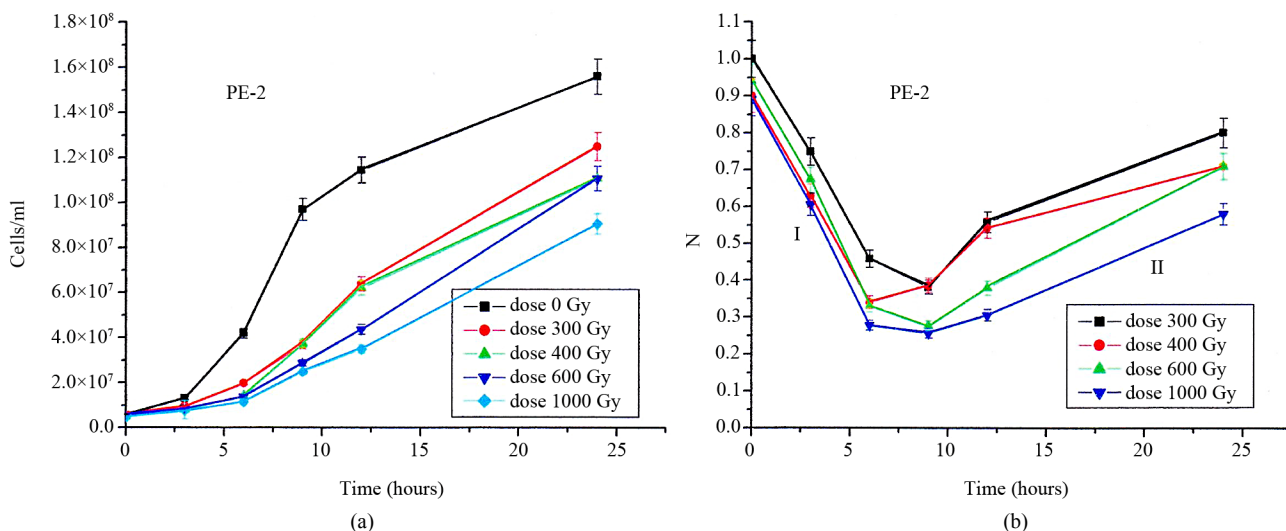 1.8×10⁸
1.6×10⁸
1.4×10⁸
1.2×10⁸
1.0×10⁸
8.0×10⁷
6.0×10⁷
4.0×10⁷
2.0×10⁷
0.0
Cells/ml
PE-2
dose 0 Gy
dose 300 Gy
dose 400 Gy
dose 600 Gy
dose 1000 Gy
0 5 10 15 20 25
Time (hours)
(a)
1.1
1.0
0.9
0.8
0.7
0.6
0.5
0.4
0.3
0.2
0.1
0.0
N
PE-2
I
II
dose 300 Gy
dose 400 Gy
dose 600 Gy
dose 1000 Gy
0 5 10 15 20 25
Time (hours)
(b)